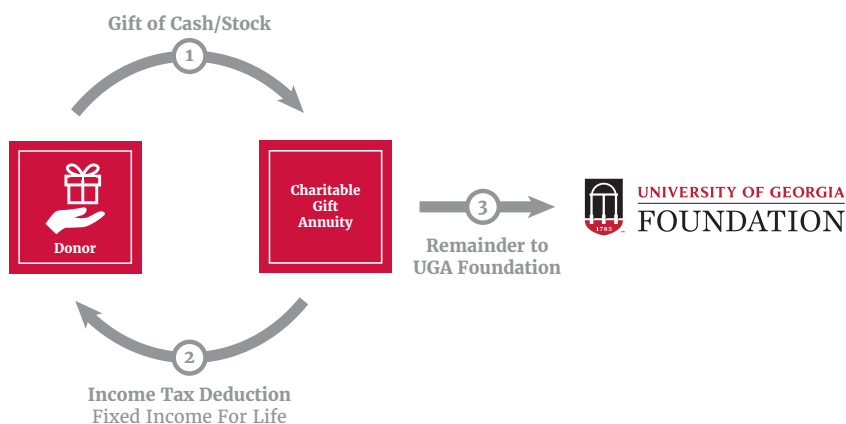 Gift of Cash/Stock
1
Donor
Charitable
Gift
Annuity
3
Remainder to
UGA Foundation
UNIVERSITY OF GEORGIA
FOUNDATION
1785
2
Income Tax Deduction
Fixed Income For Life